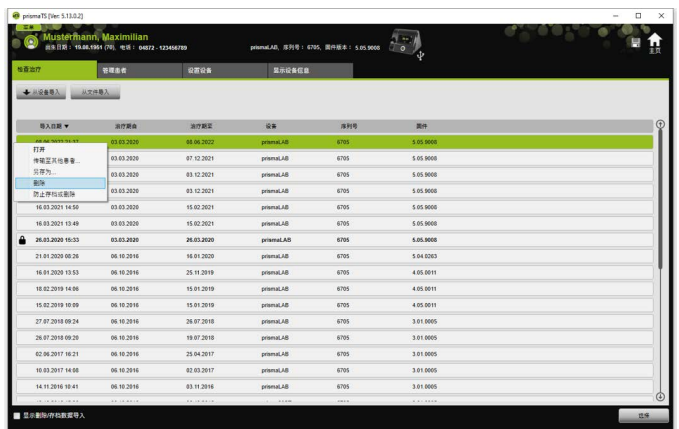 prismaTS [Ver. 5.13.0.2]
Mustermann, Maximilian
出生日期： 19.08.1951 (70), 电话： 04872 - 123456789
prismaLAB, 序列号： 6705, 固件版本： 5.05.9008
主页
检查治疗 管理患者 设置设备 显示设备信息
从设备导入 从文件导入
导入日期 ▼ 治疗期自 治疗期至 设备 序列号 固件
03.03.2020 08.06.2022 prismaLAB 6705 5.05.9008
打开
传输至其他患者... 03.03.2020 07.12.2021 prismaLAB 6705 5.05.9008
另存为... 03.03.2020 03.12.2021 prismaLAB 6705 5.05.9008
删除
防止存档或删除 03.03.2020 03.12.2021 prismaLAB 6705 5.05.9008
16.03.2021 14:50 03.03.2020 15.02.2021 prismaLAB 6705 5.05.9008
16.03.2021 13:49 03.03.2020 15.02.2021 prismaLAB 6705 5.05.9008
26.03.2020 15:33 03.03.2020 26.03.2020 prismaLAB 6705 5.05.9008
21.01.2020 08:26 06.10.2016 16.01.2020 prismaLAB 6705 5.04.0263
16.01.2020 13:53 06.10.2016 25.11.2019 prismaLAB 6705 4.05.0011
18.02.2019 14:06 06.10.2016 15.01.2019 prismaLAB 6705 4.05.0011
15.02.2019 10:09 06.10.2016 15.01.2019 prismaLAB 6705 4.05.0011
27.07.2018 09:24 06.10.2016 26.07.2018 prismaLAB 6705 3.01.0005
26.07.2018 09:20 06.10.2016 19.07.2018 prismaLAB 6705 3.01.0005
02.06.2017 16:21 06.10.2016 25.04.2017 prismaLAB 6705 3.01.0005
10.03.2017 14:08 06.10.2016 02.03.2017 prismaLAB 6705 3.01.0005
14.11.2016 10:41 06.10.2016 03.11.2016 prismaLAB 6705 3.01.0005
显示删除/存档数据导入